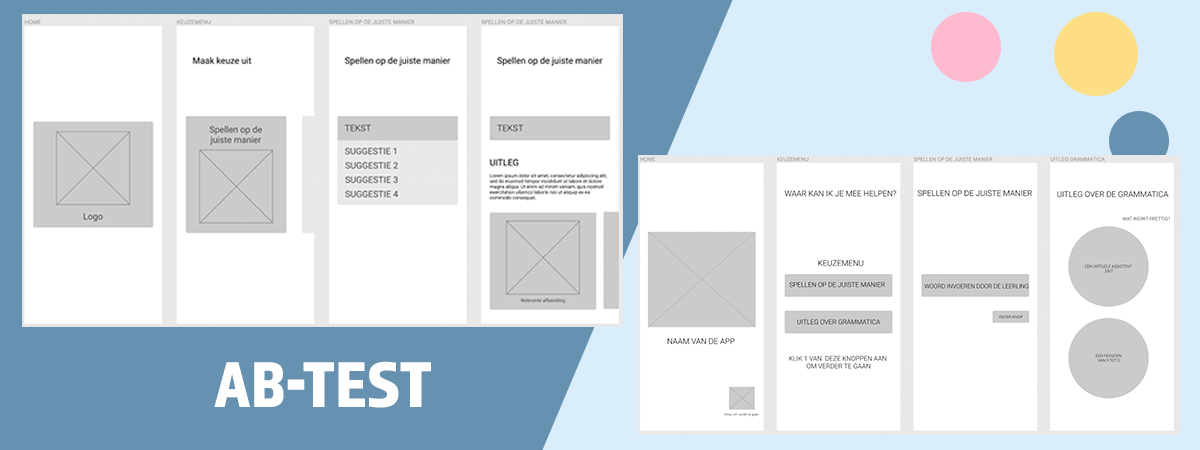 HOME
KEUZEMENU
SPELLEN OP DE JUISTE MANIER
SPELLEN OP DE JUISTE MANIER
Logo
Maak keuze uit
Spellen op de
juiste manier
Spellen op de juiste manier
TEKST
SUGGESTIE 1
SUGGESTIE 2
SUGGESTIE 3
SUGGESTIE 4
Spellen op de juiste manier
TEKST
UITLEG
Lorem ipsum dolor sit amet, consectetur adipiscing elit,
sed do eiusmod tempor incididunt ut labore et dolore
magna aliqua. Ut enim ad minim veniam, quis nostrud
exercitation ullamco laboris nisi ut aliquip ex ea
commodo consequat.
Relevante afbeelding
AB-TEST
HOME
KEUZEMENU
SPELLEN OP DE JUISTE MANIER
UITLEG GRAMMATICA
NAAM VAN DE APP
WAAR KAN IK JE MEE HELPEN?
KEUZEMENU
SPELLEN OP DE JUISTE MANIER
UITLEG OVER GRAMMATICA
KLIK 1 VAN DEZE KNOPPEN AAN
OM VERDER TE GAAN
SPELLEN OP DE JUISTE MANIER
WOORD INVOEREN DOOR DE LEERLING
ENTER KNOP
UITLEG OVER DE GRAMMATICA
WAT WERKT PRETTIG?
EEN VIRTUELE ASSISTENT
24/7
EEN PERSOON
VAN 9 TOT 5